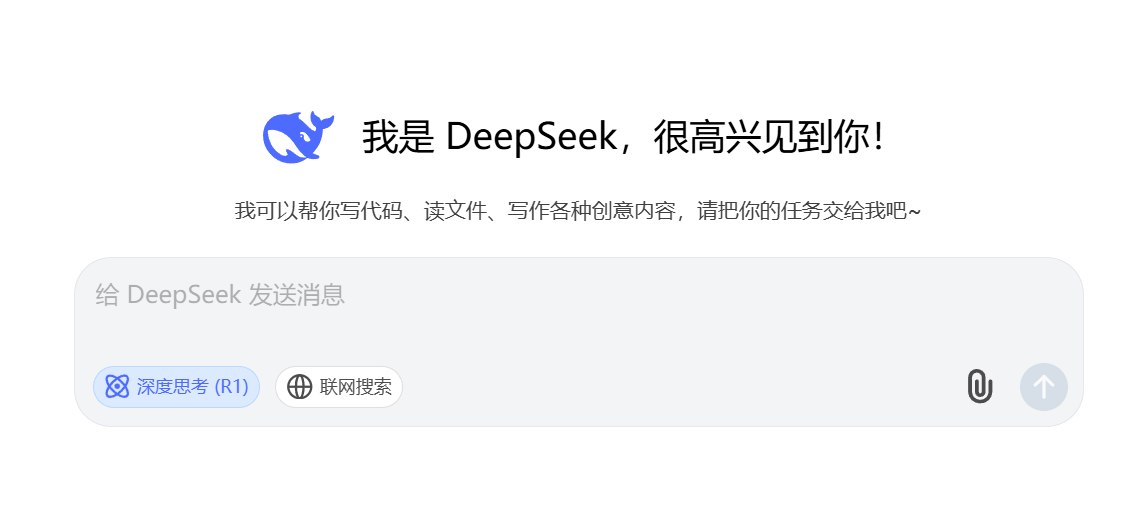 我是 DeepSeek，很高兴见到你！
我可以帮你写代码、读文件、写作各种创意内容，请把你的任务交给我吧~
给 DeepSeek 发送消息
深度思考 (R1) 联网搜索